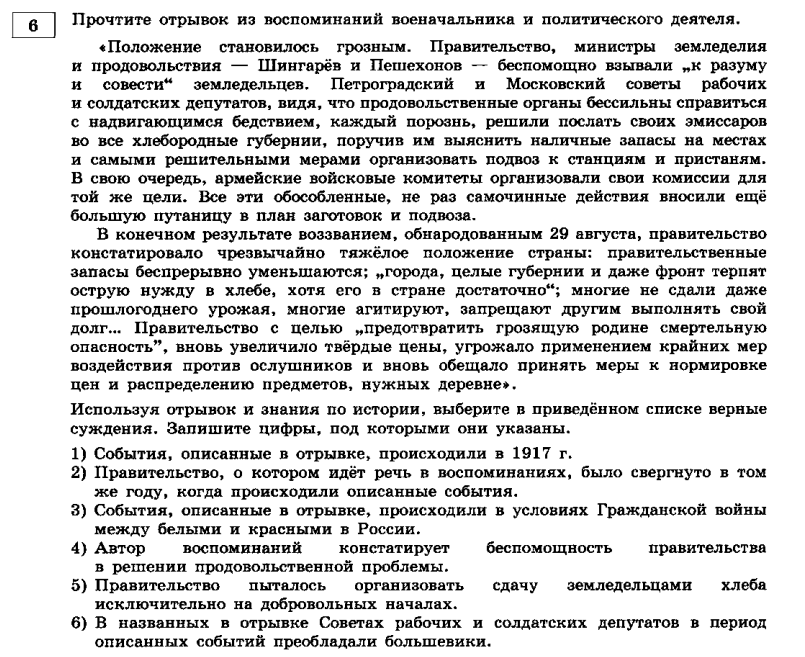 6
Прочтите отрывок из воспоминаний военачальника и политического деятеля.
«Положение становилось грозным. Правительство, министры земледелия
и продовольствия — Шингарёв и Пешехонов — беспомощно взывали „к разуму
и совести“ земледельцев. Петроградский и Московский советы рабочих
и солдатских депутатов, видя, что продовольственные органы бессильны справиться
с надвигающимся бедствием, каждый порознь, решили послать своих эмиссаров
во все хлебородные губернии, поручив им выяснить наличные запасы на местах
и самыми решительными мерами организовать подвоз к станциям и пристаням.
В свою очередь, армейские войсковые комитеты организовали свои комиссии для
той же цели. Все эти обособленные, не раз самочинные действия вносили ещё
большую путаницу в план заготовок и подвоза.
В конечном результате воззванием, обнародованным 29 августа, правительство
констатировало чрезвычайно тяжёлое положение страны: правительственные
запасы беспрерывно уменьшаются; „города, целые губернии и даже фронт терпят
острую нужду в хлебе, хотя его в стране достаточно“; многие не сдали даже
прошлогоднего урожая, многие агитируют, запрещают другим выполнять свой
долг... Правительство с целью „предотвратить грозящую родине смертельную
опасность”, вновь увеличило твёрдые цены, угрожало применением крайних мер
воздействия против ослушников и вновь обещало принять меры к нормировке
цен и распределению предметов, нужных деревне».
Используя отрывок и знания по истории, выберите в приведённом списке верные
суждения. Запишите цифры, под которыми они указаны.
1) События, описанные в отрывке, происходили в 1917 г.
2) Правительство, о котором идёт речь в воспоминаниях, было свергнуто в том
же году, когда происходили описанные события.
3) События, описанные в отрывке, происходили в условиях Гражданской войны
между белыми и красными в России.
4) Автор воспоминаний констатирует беспомощность правительства
в решении продовольственной проблемы.
5) Правительство пыталось организовать сдачу земледельцами хлеба
исключительно на добровольных началах.
6) В названных в отрывке Советах рабочих и солдатских депутатов в период
описанных событий преобладали большевики.